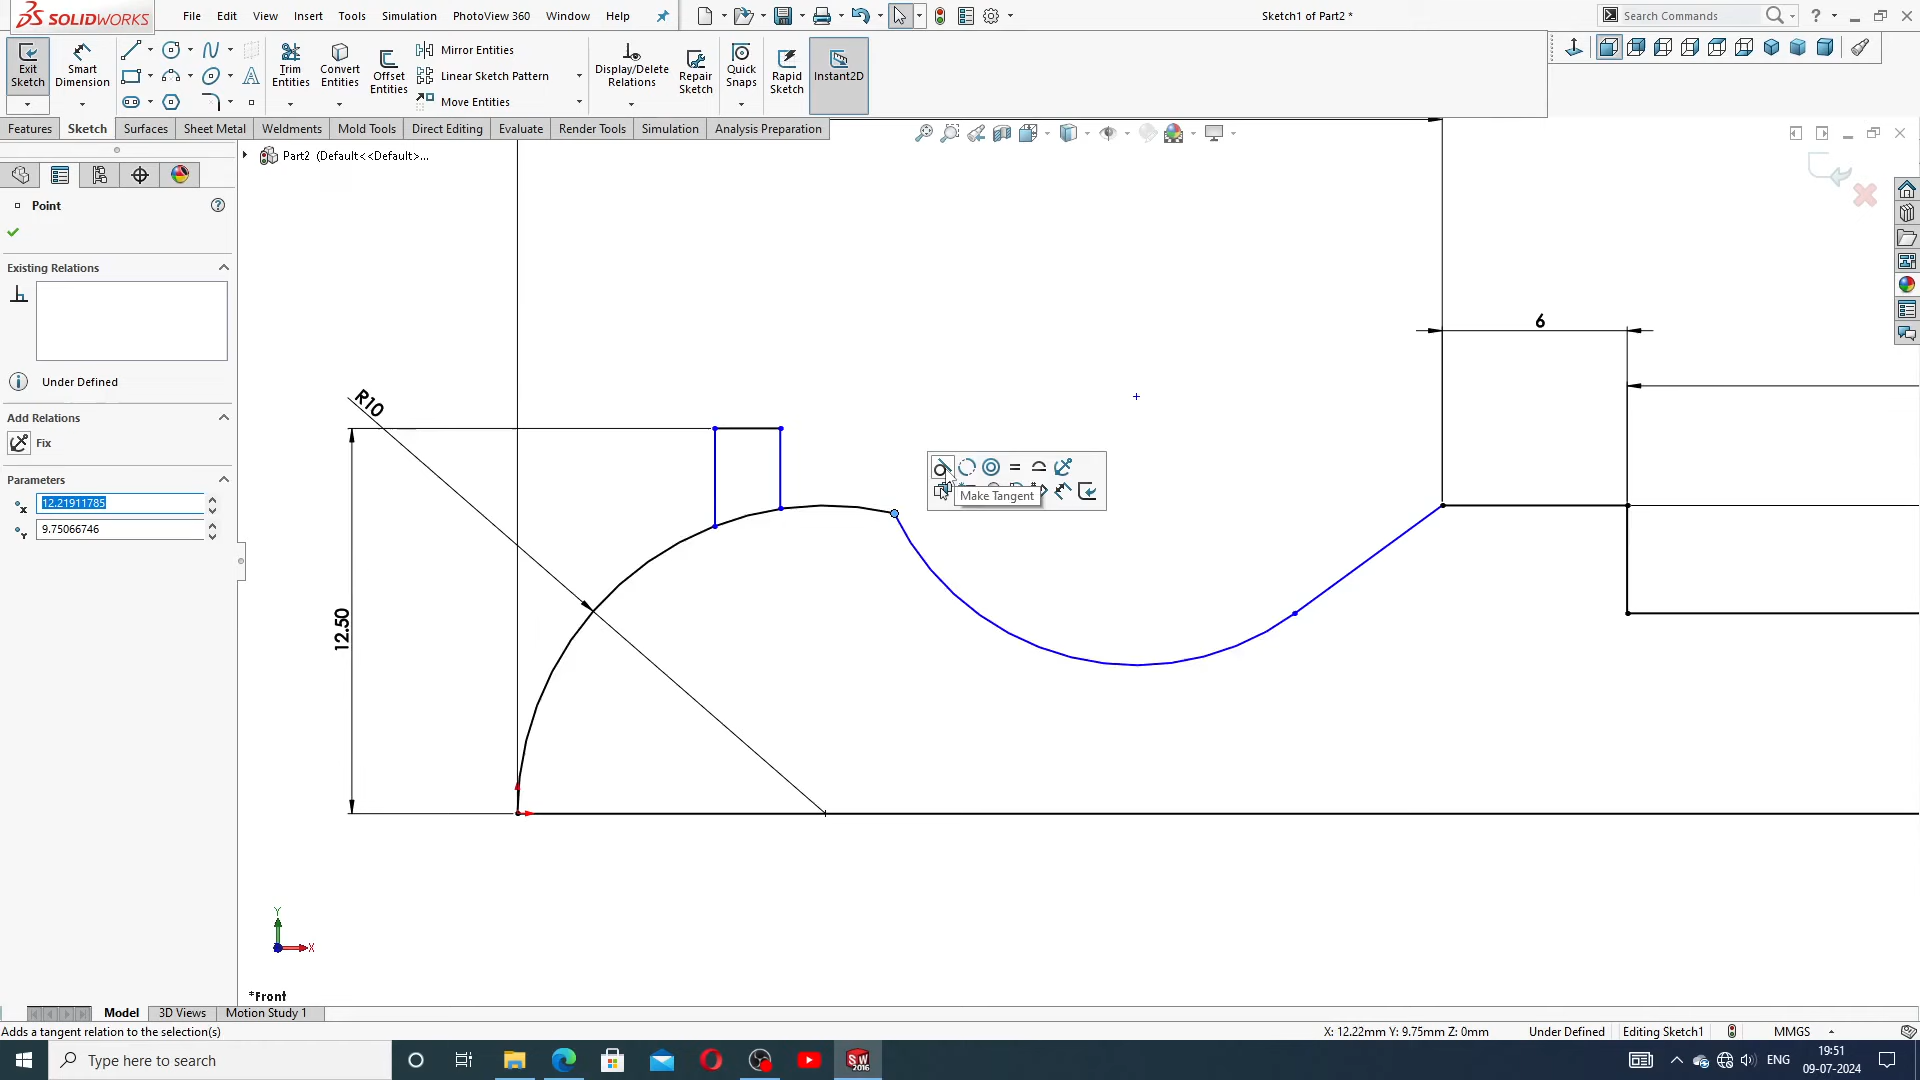 SOLIDWORKS
File Edit View Insert Tools Simulation PhotoView 360 Window Help
Sketch1 of Part2 *
Search Commands
Exit Sketch
Smart Dimension
Trim Entities
Convert Entities
Offset Entities
Mirror Entities
Linear Sketch Pattern
Move Entities
Display/Delete Relations
Repair Sketch
Quick Snaps
Rapid Sketch
Instant2D
Features Sketch Surfaces Sheet Metal Weldments Mold Tools Direct Editing Evaluate Render Tools Simulation Analysis Preparation
Part2 (Default<<Default>...
Point
Existing Relations
Under Defined
Add Relations
Fix
Parameters
12.21911785
9.75066746
R10
12.50
6
Make Tangent
Y
X
*Front
Model 3D Views Motion Study 1
Adds a tangent relation to the selection(s)
X: 12.22mm Y: 9.75mm Z: 0mm
Under Defined
Editing Sketch1
MMGS
Type here to search
SW
2016
ENG
19:51
09-07-2024